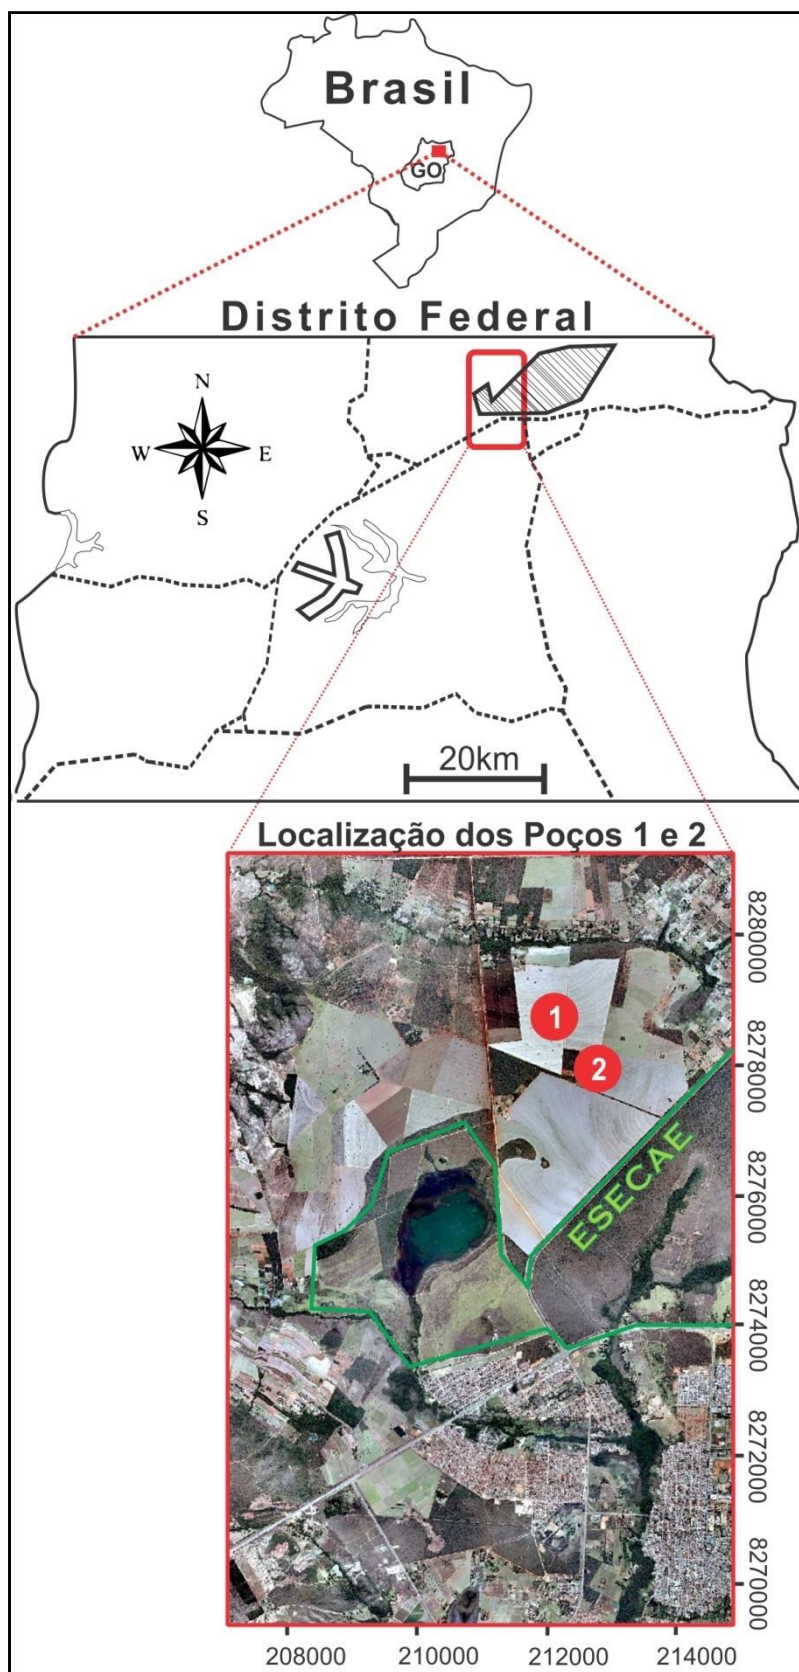 Brasil
GO
Distrito Federal
N
W
E
S
20km
Localização dos Poços 1 e 2
8280000
1
2
8278000
ESECAE
8276000
8274000
8272000
8270000
208000
210000
212000
214000